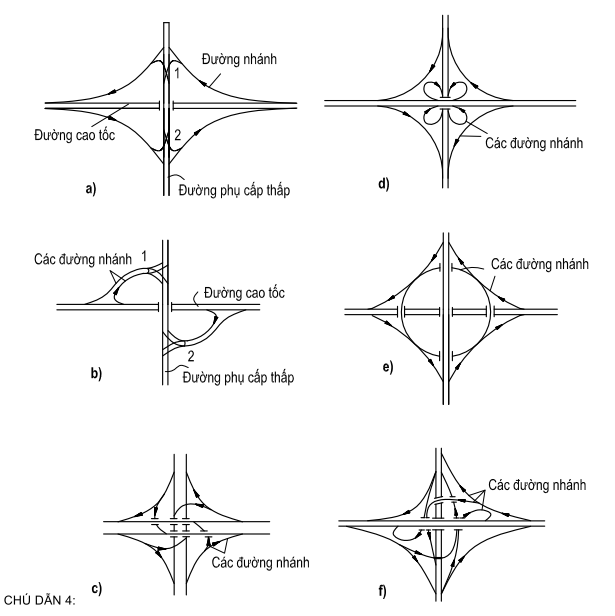 Đường nhánh
1
Đường cao tốc
2
Đường phụ cấp thấp
a)
Các đường nhánh
d)
Các đường nhánh
1
Đường cao tốc
2
Đường phụ cấp thấp
b)
Các đường nhánh
e)
Các đường nhánh
c)
Các đường nhánh
f)
CHÚ DẪN 4: